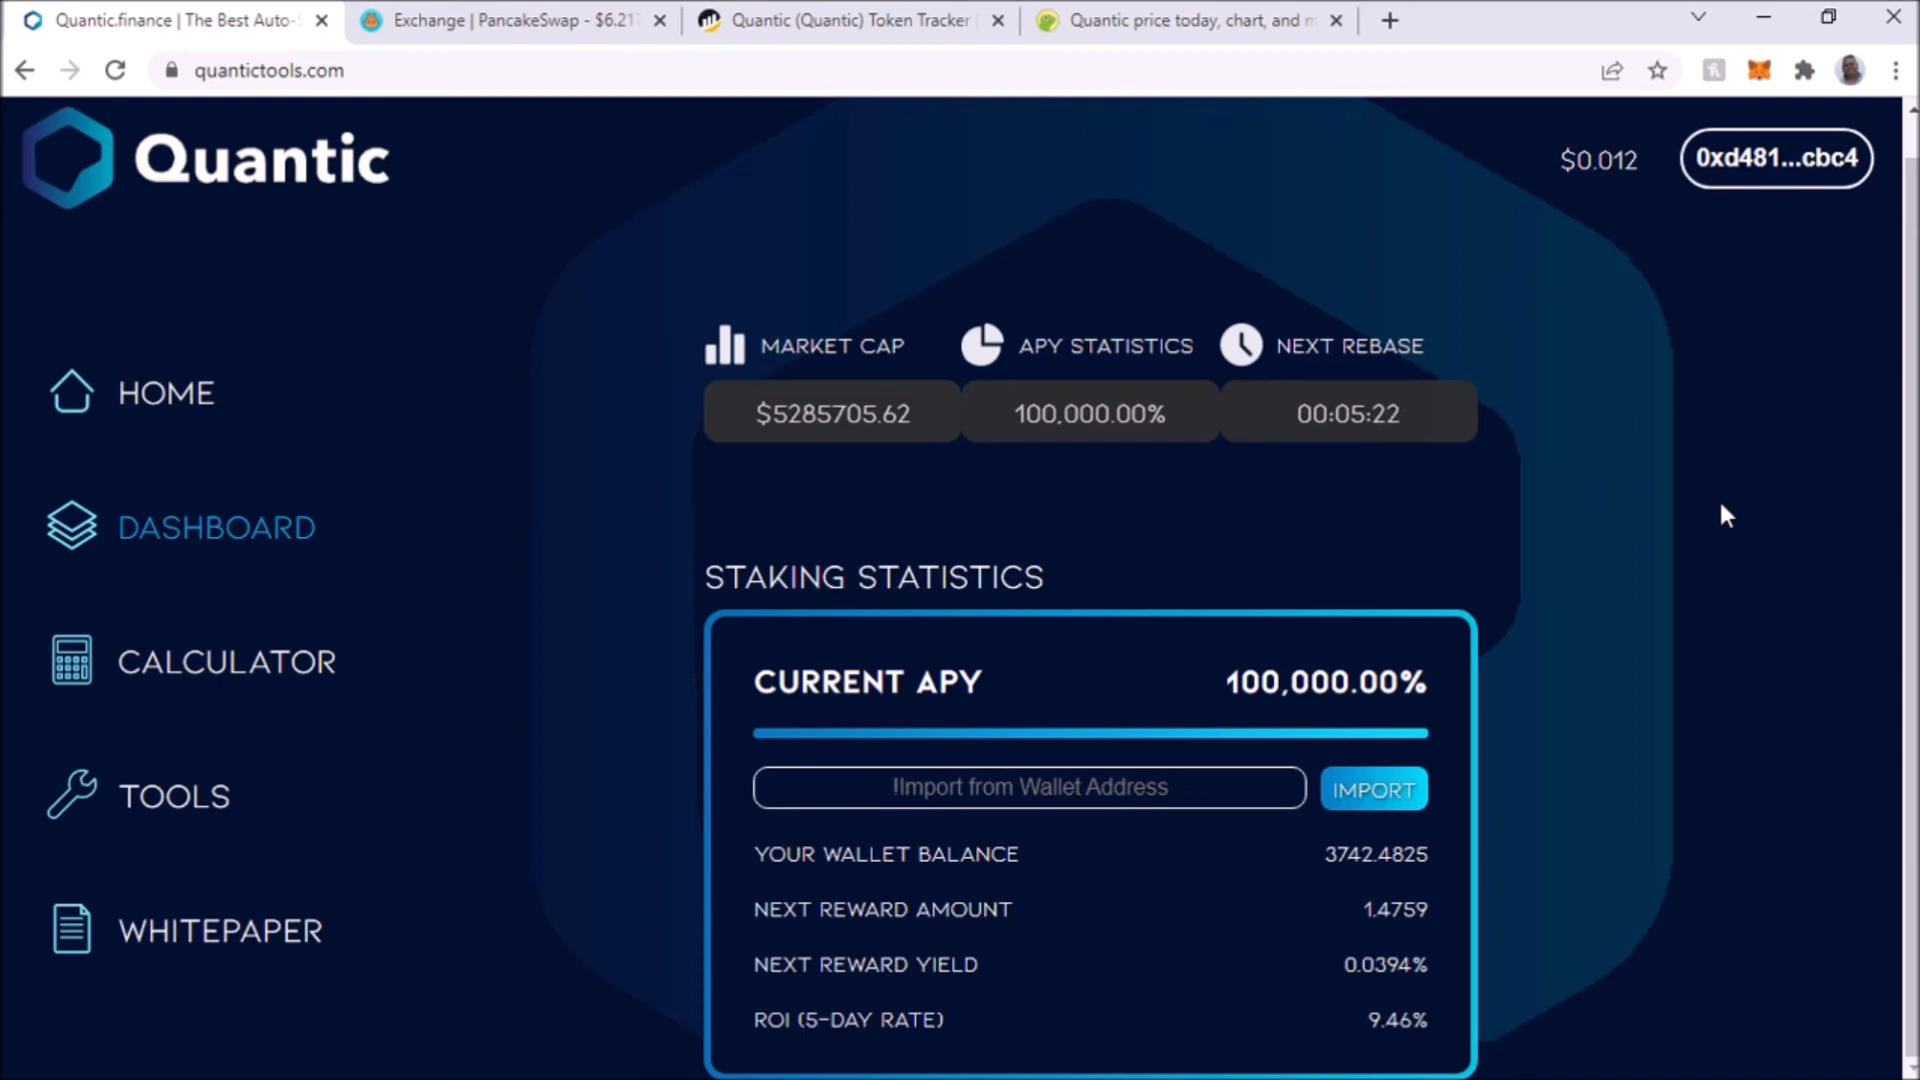 Quantic.finance | The Best Auto-S
Exchange | PancakeSwap - $6.217
Quantic (Quantic) Token Tracker |
Quantic price today, chart, and m
quantictools.com
Quantic
$0.012
0xd481...cbc4
MARKET CAP
APY STATISTICS
NEXT REBASE
$5285705.62
100,000.00%
00:05:22
HOME
DASHBOARD
CALCULATOR
TOOLS
WHITEPAPER
STAKING STATISTICS
CURRENT APY
100,000.00%
!Import from Wallet Address
IMPORT
YOUR WALLET BALANCE
3742.4825
NEXT REWARD AMOUNT
1.4759
NEXT REWARD YIELD
0.0394%
ROI (5-DAY RATE)
9.46%